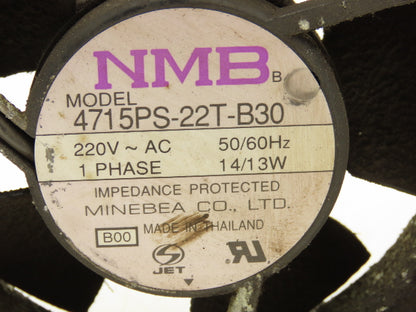 NMB B
MODEL
4715PS-22T-B30
220V ~ AC 50/60Hz
1 PHASE 14/13W
IMPEDANCE PROTECTED
MINEBEA CO., LTD.
B00 MADE IN THAILAND
S
JET